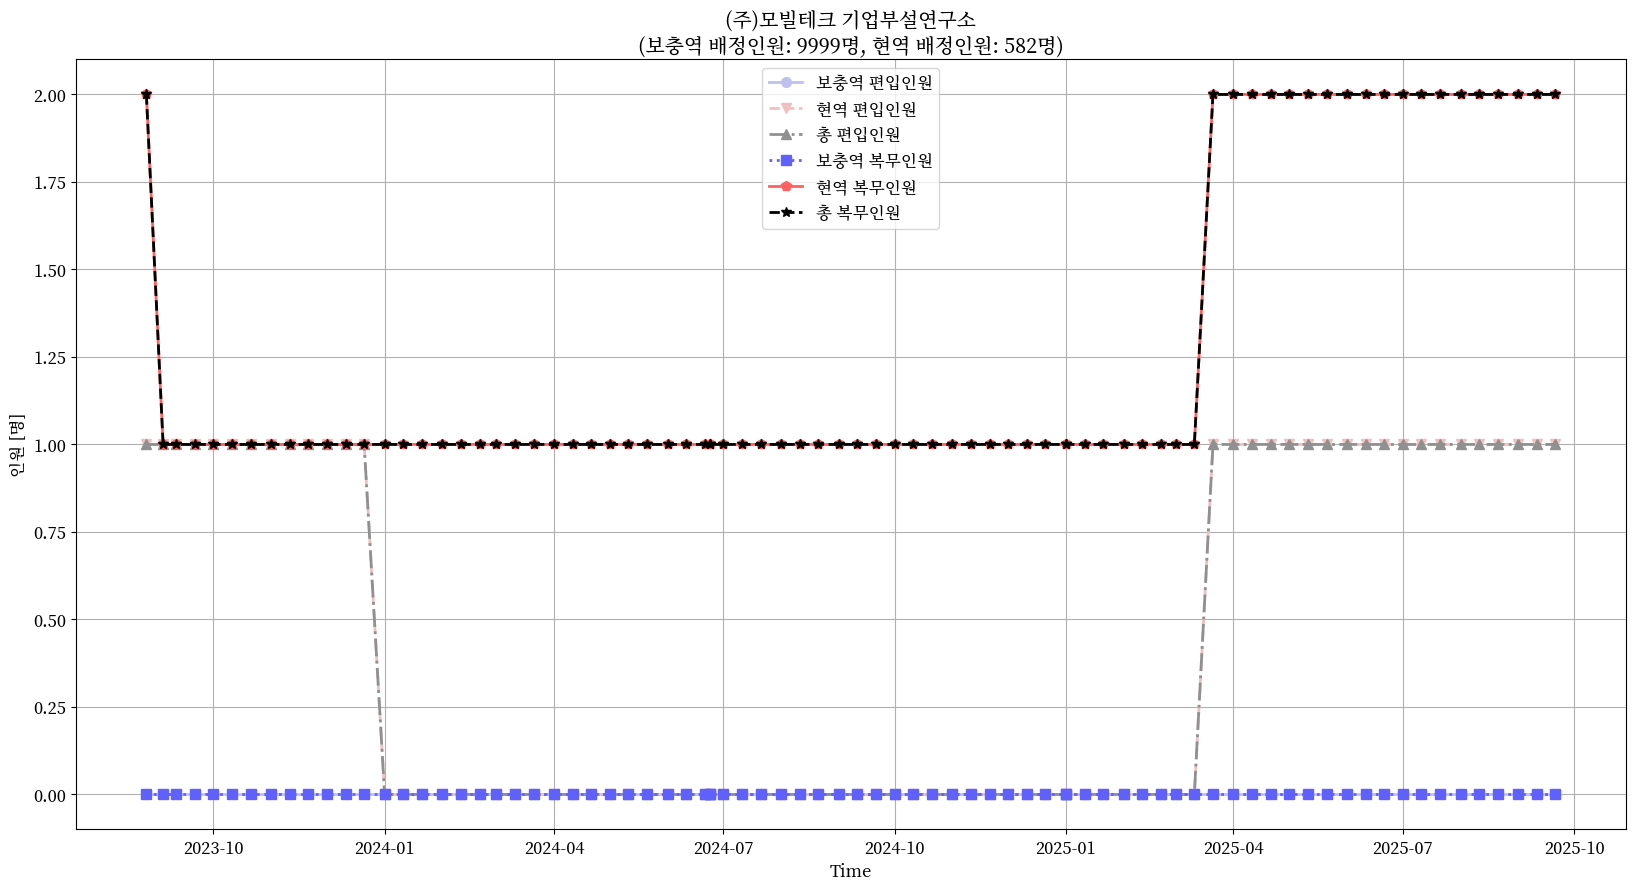 (주)모빌테크 기업부설연구소
(보충역 배정인원: 9999명, 현역 배정인원: 582명)
보충역 편입인원
현역 편입인원
총 편입인원
보충역 복무인원
현역 복무인원
총 복무인원
2.00
1.75
1.50
1.25
1.00
0.75
0.50
0.25
0.00
인원 [명]
2023-10
2024-01
2024-04
2024-07
2024-10
2025-01
2025-04
2025-07
2025-10
Time